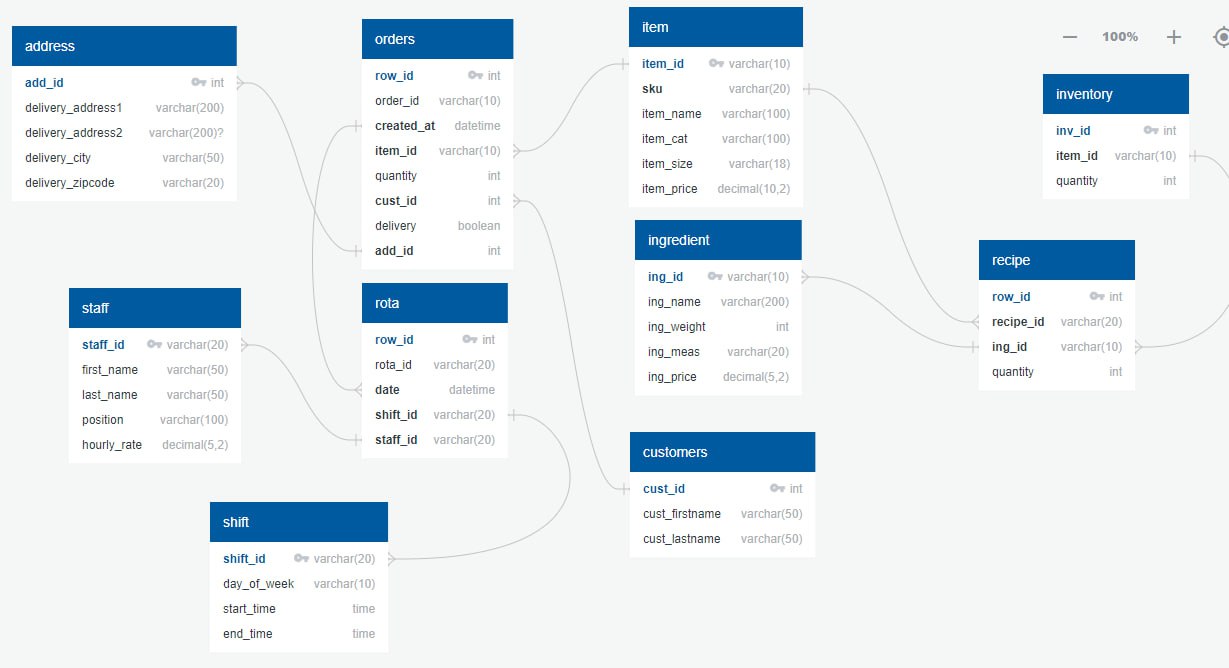 address
add_id int
delivery_address1 varchar(200)
delivery_address2 varchar(200)?
delivery_city varchar(50)
delivery_zipcode varchar(20)
orders
row_id int
order_id varchar(10)
created_at datetime
item_id varchar(10)
quantity int
cust_id int
delivery boolean
add_id int
item
item_id varchar(10)
sku varchar(20)
item_name varchar(100)
item_cat varchar(100)
item_size varchar(18)
item_price decimal(10,2)
100%
inventory
inv_id int
item_id varchar(10)
quantity int
ingredient
ing_id varchar(10)
ing_name varchar(200)
ing_weight int
ing_meas varchar(20)
ing_price decimal(5,2)
recipe
row_id int
recipe_id varchar(20)
ing_id varchar(10)
quantity int
staff
staff_id varchar(20)
first_name varchar(50)
last_name varchar(50)
position varchar(100)
hourly_rate decimal(5,2)
rota
row_id int
rota_id varchar(20)
date datetime
shift_id varchar(20)
staff_id varchar(20)
customers
cust_id int
cust_firstname varchar(50)
cust_lastname varchar(50)
shift
shift_id varchar(20)
day_of_week varchar(10)
start_time time
end_time time